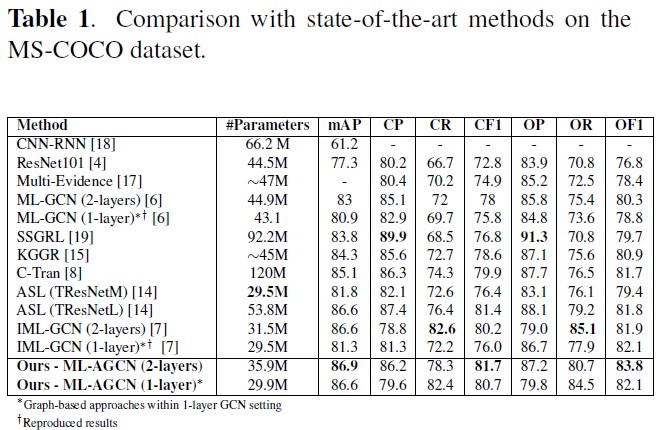 Table 1. Comparison with state-of-the-art methods on the
MS-COCO dataset.
Method #Parameters mAP CP CR CF1 OP OR OF1
CNN-RNN [18] 66.2 M 61.2 - - - - - -
ResNet101 [4] 44.5M 77.3 80.2 66.7 72.8 83.9 70.8 76.8
Multi-Evidence [17] ~47M - 80.4 70.2 74.9 85.2 72.5 78.4
ML-GCN (2-layers) [6] 44.9M 83 85.1 72 78 85.8 75.4 80.3
ML-GCN (1-layer)*† [6] 43.1 80.9 82.9 69.7 75.8 84.8 73.6 78.8
SSGRL [19] 92.2M 83.8 89.9 68.5 76.8 91.3 70.8 79.7
KGGR [15] ~45M 84.3 85.6 72.7 78.6 87.1 75.6 80.9
C-Tran [8] 120M 85.1 86.3 74.3 79.9 87.7 76.5 81.7
ASL (TResNetM) [14] 29.5M 81.8 82.1 72.6 76.4 83.1 76.1 79.4
ASL (TResNetL) [14] 53.8M 86.6 87.4 76.4 81.4 88.1 79.2 81.8
IML-GCN (2-layers) [7] 31.5M 86.6 78.8 82.6 80.2 79.0 85.1 81.9
IML-GCN (1-layer)*† [7] 29.5M 81.3 81.3 72.2 76.0 86.7 77.9 82.1
Ours - ML-AGCN (2-layers) 35.9M 86.9 86.2 78.3 81.7 87.2 80.7 83.8
Ours - ML-AGCN (1-layer)* 29.9M 86.6 79.6 82.4 80.7 79.8 84.5 82.1
*Graph-based approaches within 1-layer GCN setting
†Reproduced results